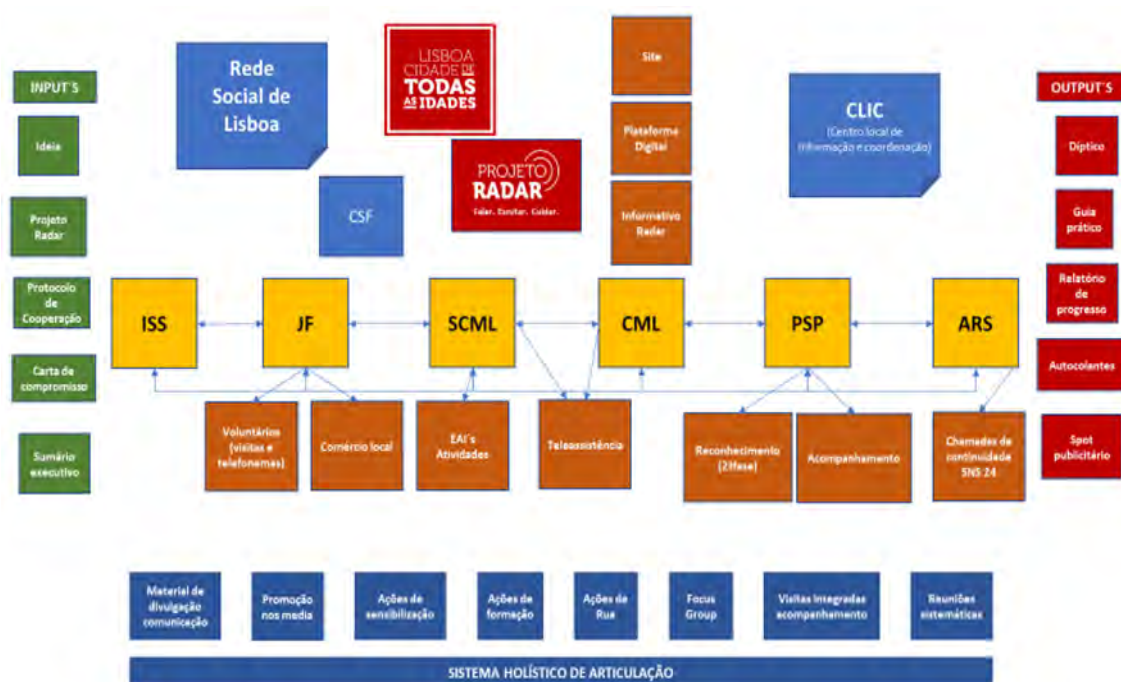 INPUT´S
Ideia
Projeto
Radar
Protocolo
de
Cooperação
Carta de
compromisso
Sumário
executivo
Rede
Social de
Lisboa
LISBOA
CIDADE DE
TODAS
AS IDADES
PROJETO
RADAR
Falar. Escutar. Cuidar.
CSF
Site
Plataforma
Digital
Informativo
Radar
CLIC
(Centro local de
informação e coordenação)
OUTPUT´S
Díptico
Guia
prático
Relatório
de
progresso
Autocolantes
Spot
publicitário
ISS
JF
SCML
CML
PSP
ARS
Voluntários
(visitas e
telefonemas)
Comércio local
EAI´s
Atividades
Teleassistência
Reconhecimento
Acompanhamento
Chamadas de
continuidade
SNS 24
Material de
divulgação
comunicação
Promoção
nos media
Ações de
sensibilização
Ações de
formação
Ações de
Rua
Focus
Group
Visitas integradas
acompanhamento
Reuniões
sistemáticas
SISTEMA HOLÍSTICO DE ARTICULAÇÃO